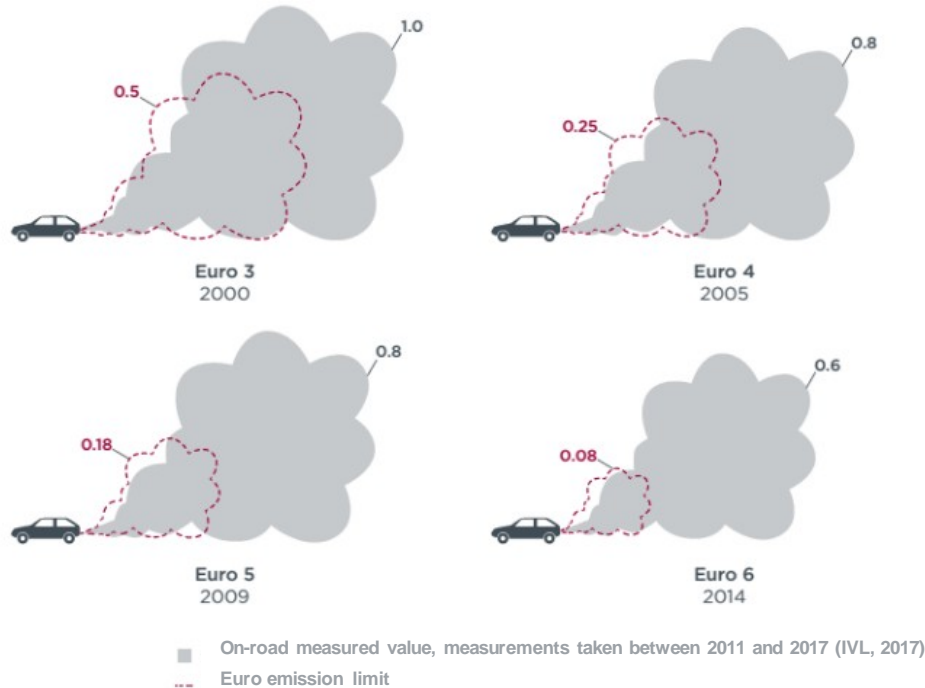 1.0
0.5
Euro 3
2000
0.8
0.25
Euro 4
2005
0.8
0.18
Euro 5
2009
0.6
0.08
Euro 6
2014
On-road measured value, measurements taken between 2011 and 2017 (IVL, 2017)
Euro emission limit